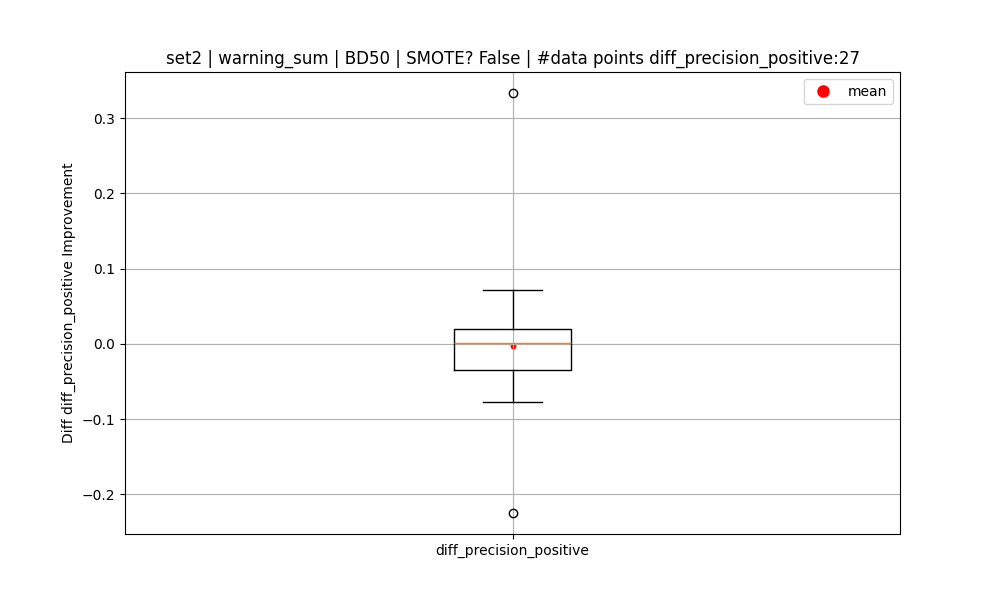 set2 | warning_sum | BD50 | SMOTE? False | #data points diff_precision_positive:27
mean
Diff diff_precision_positive Improvement
0.3
0.2
0.1
0.0
−0.1
−0.2
diff_precision_positive